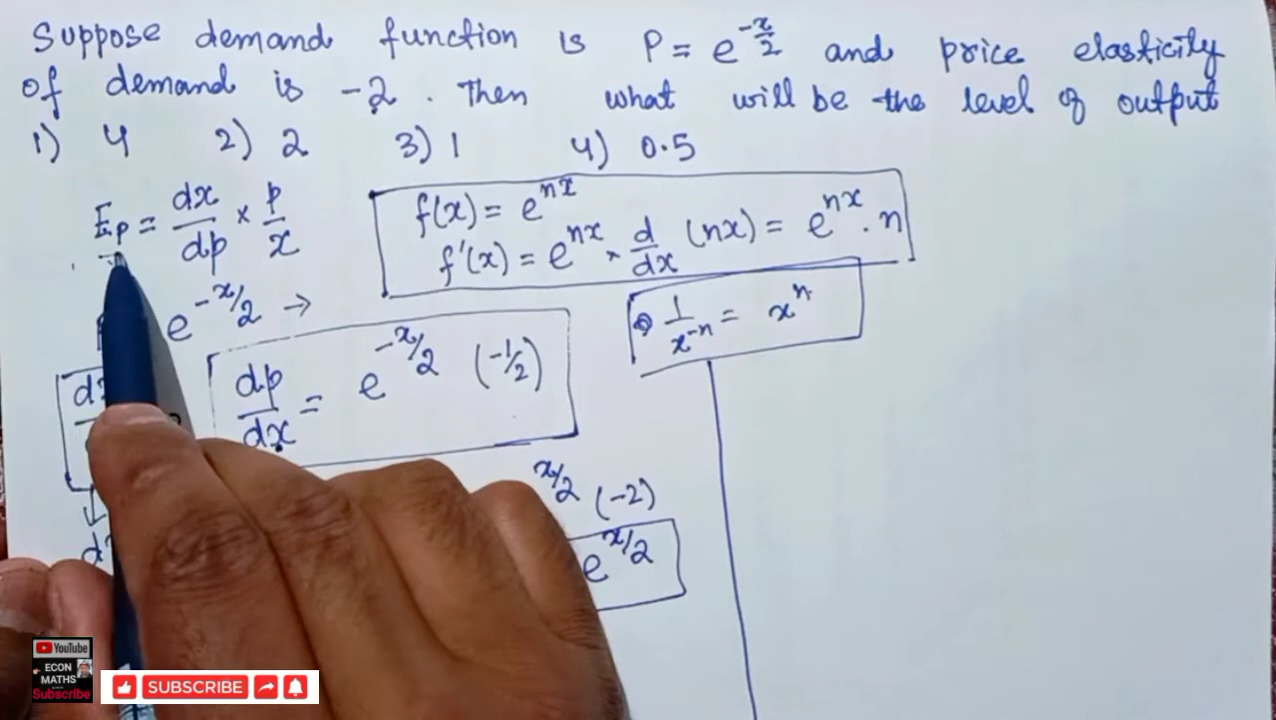 Suppose demand function is P = e^{-x/2} and price elasticity
of demand is -2. Then what will be the level of output
1) 4 2) 2 3) 1 4) 0.5
Ep = dx/dp × p/x
f(x) = e^{nx}
f'(x) = e^{nx} × d/dx (nx) = e^{nx} . n
e^{-x/2} →
1/x^{-n} = x^n
dp/dx = e^{-x/2} (-1/2)
x/2 (-2)
e^{x/2}
YouTube
ECON
MATHS
Subscribe
SUBSCRIBE